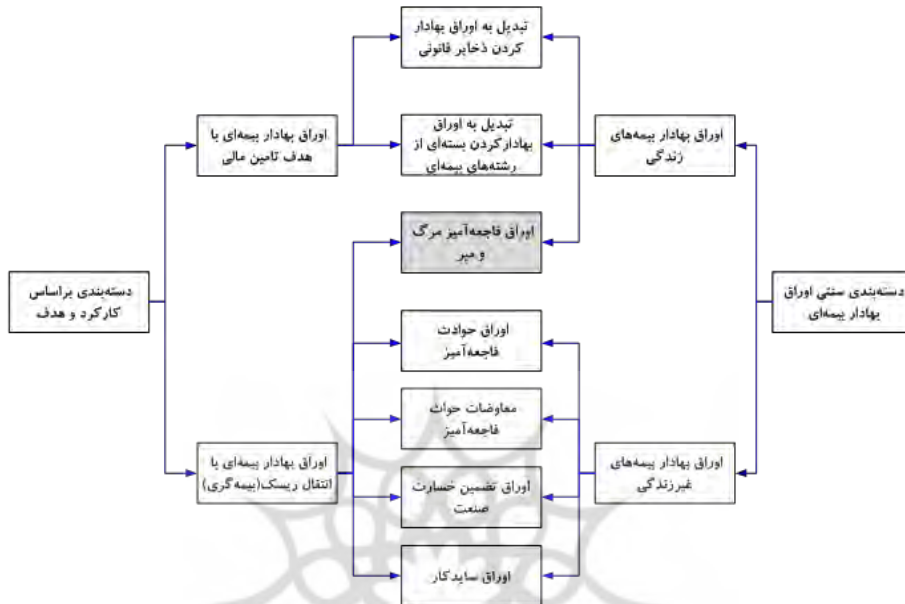 تبدیل به اوراق بهادار
کردن ذخایر قانونی
اوراق بهادار بیمه‌های
زندگی
تبدیل به اوراق
بهادارکردن بسته‌ای از
رشته‌های بیمه‌ای
اوراق بهادار بیمه‌ای با
هدف تامین مالی
اوراق فاجعه‌آمیز مرگ
و میر
دسته‌بندی سنتی اوراق
بهادار بیمه‌ای
دسته‌بندی براساس
کارکرد و هدف
اوراق حوادث
فاجعه‌آمیز
معاوضات حواث
فاجعه‌آمیز
اوراق بهادار بیمه‌های
غیرزندگی
اوراق بهادار بیمه‌ای با
انتقال ریسک(بیمه‌گری)
اوراق تضمین خسارت
صنعت
اوراق سایدکار